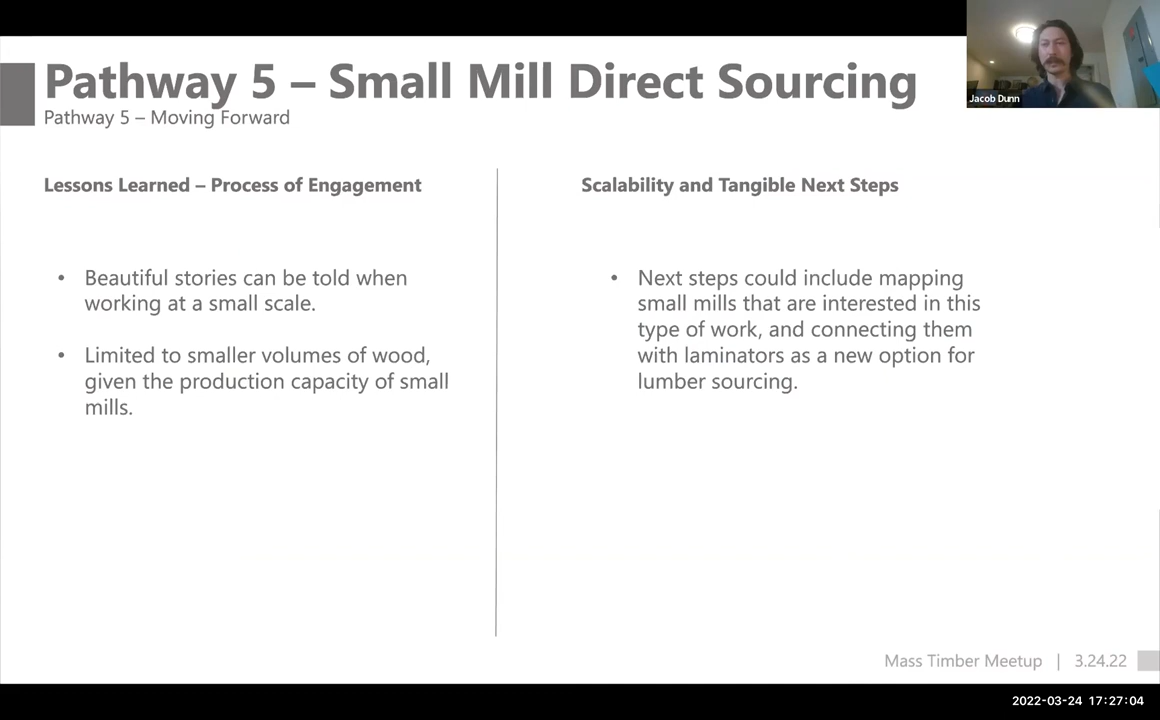 Pathway 5 – Small Mill Direct Sourcing
Pathway 5 – Moving Forward
Jacob Dunn
Lessons Learned – Process of Engagement
• Beautiful stories can be told when
working at a small scale.
• Limited to smaller volumes of wood,
given the production capacity of small
mills.
Scalability and Tangible Next Steps
• Next steps could include mapping
small mills that are interested in this
type of work, and connecting them
with laminators as a new option for
lumber sourcing.
Mass Timber Meetup | 3.24.22
2022-03-24 17:27:04